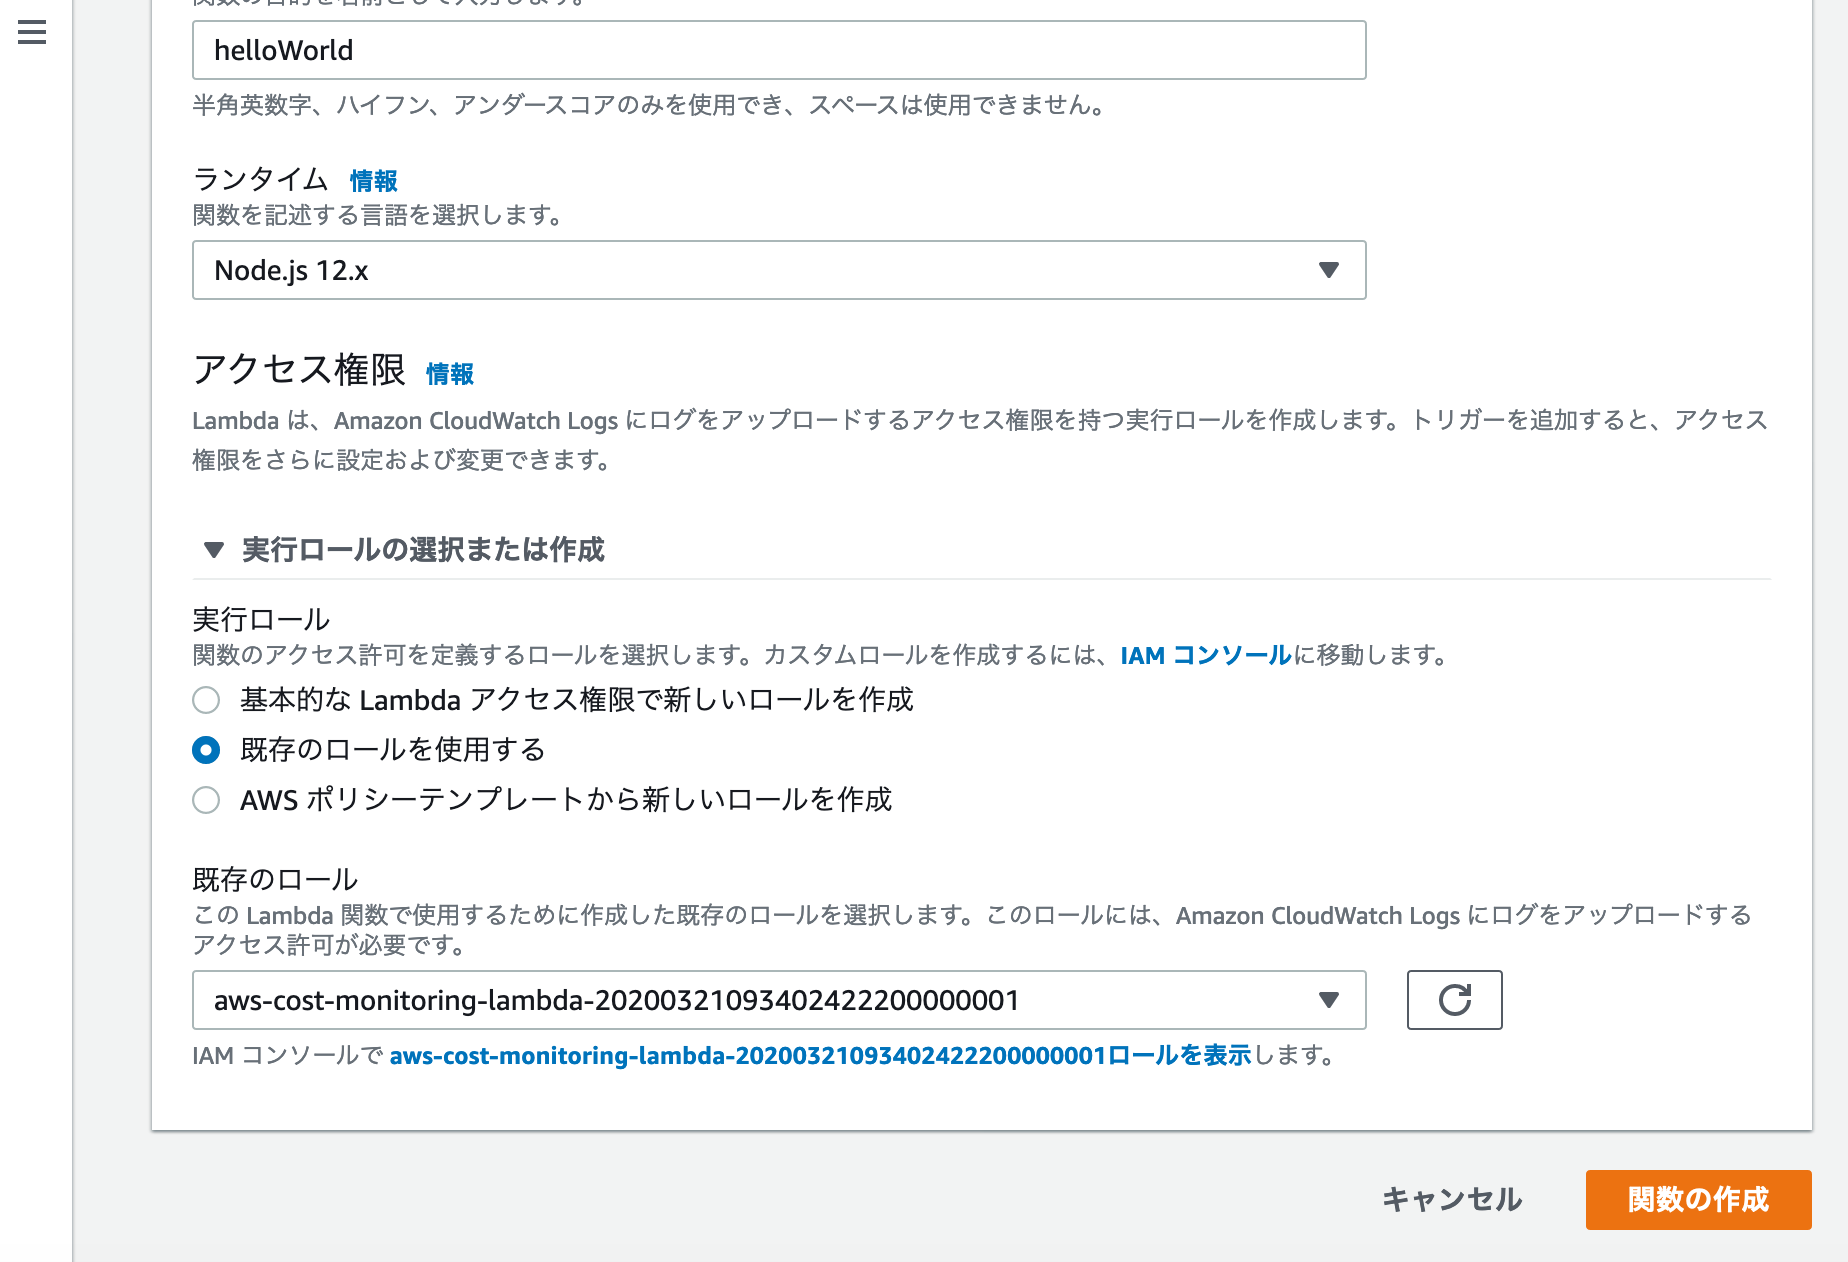 関数の目的を名前として入力します。
helloWorld
半角英数字、ハイフン、アンダースコアのみを使用でき、スペースは使用できません。
ランタイム 情報
関数を記述する言語を選択します。
Node.js 12.x
アクセス権限 情報
Lambda は、Amazon CloudWatch Logs にログをアップロードするアクセス権限を持つ実行ロールを作成します。トリガーを追加すると、アクセス
権限をさらに設定および変更できます。
実行ロールの選択または作成
実行ロール
関数のアクセス許可を定義するロールを選択します。カスタムロールを作成するには、IAM コンソールに移動します。
基本的な Lambda アクセス権限で新しいロールを作成
既存のロールを使用する
AWS ポリシーテンプレートから新しいロールを作成
既存のロール
この Lambda 関数で使用するために作成した既存のロールを選択します。このロールには、Amazon CloudWatch Logs にログをアップロードする
アクセス許可が必要です。
aws-cost-monitoring-lambda-20200321093402422200000001
IAM コンソールで aws-cost-monitoring-lambda-20200321093402422200000001ロールを表示します。
キャンセル
関数の作成